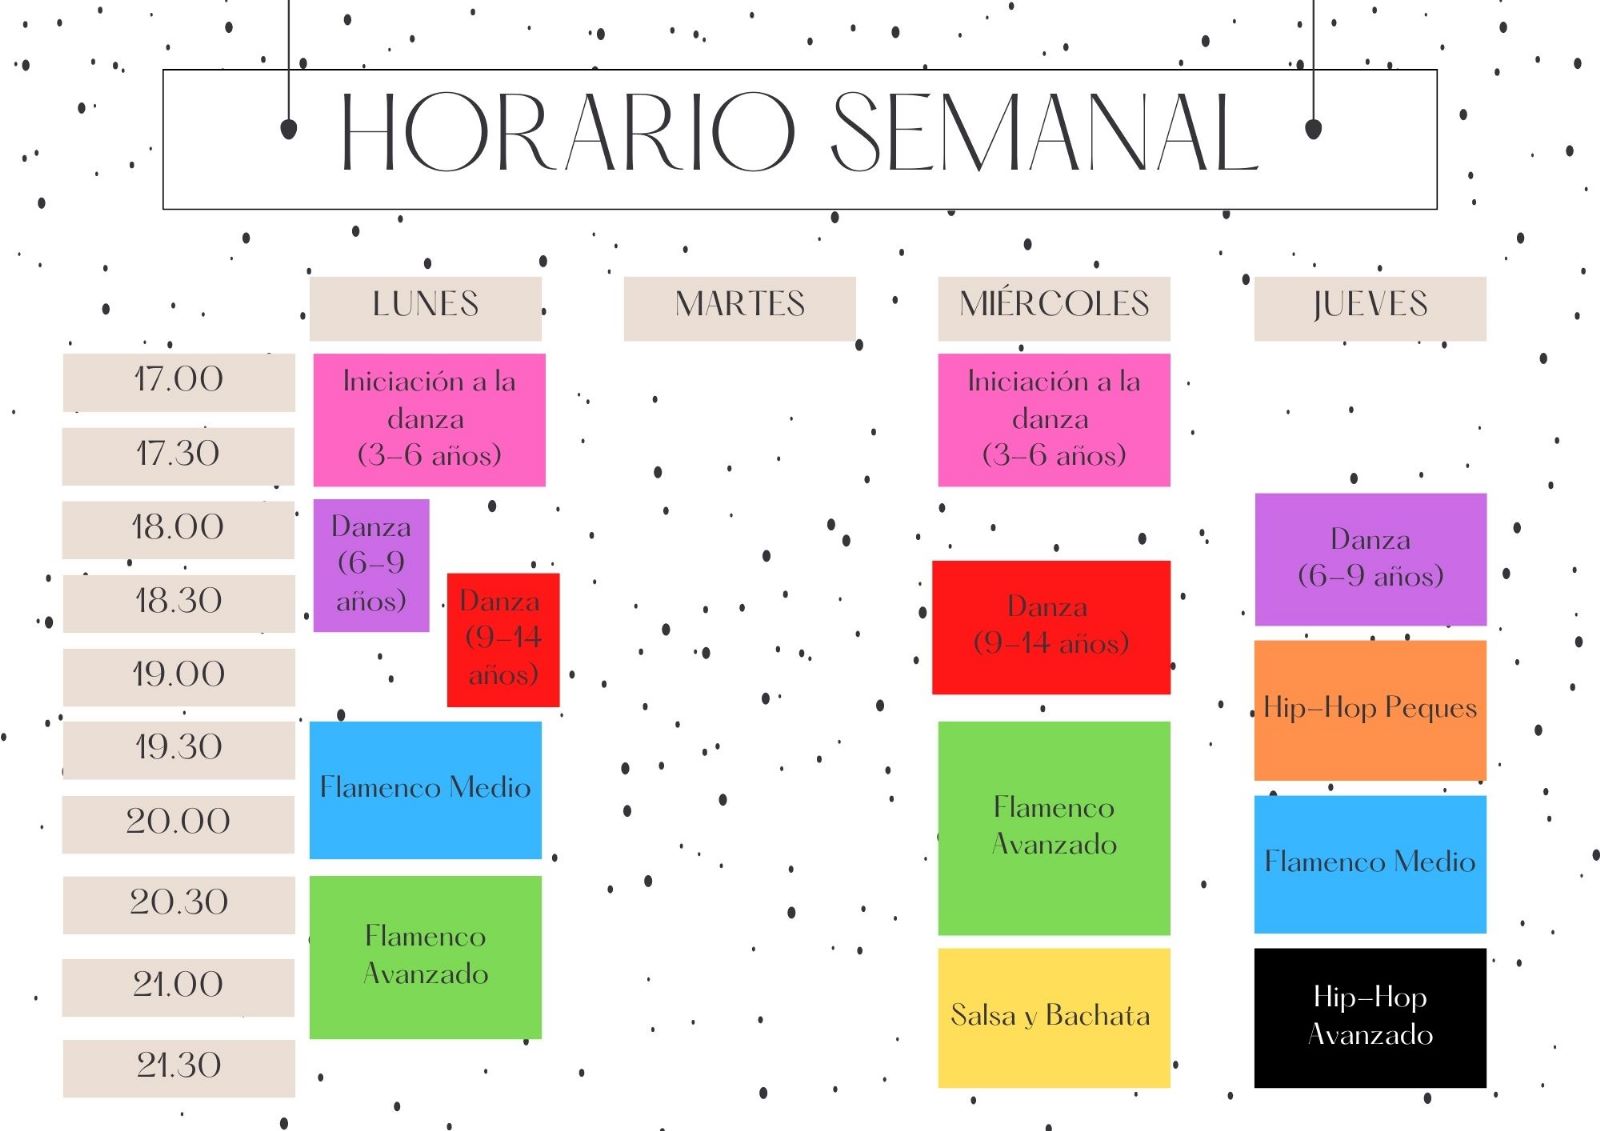 HORARIO SEMANAL
LUNES
MARTES
MIÉRCOLES
JUEVES
17.00
17.30
18.00
18.30
19.00
19.30
20.00
20.30
21.00
21.30
Iniciación a la
danza
(3-6 años)
Danza
(6-9
años)
Danza
(9-14
años)
Flamenco Medio
Flamenco
Avanzado
Iniciación a la
danza
(3-6 años)
Danza
(9-14 años)
Flamenco
Avanzado
Salsa y Bachata
Danza
(6-9 años)
Hip-Hop Peques
Flamenco Medio
Hip-Hop
Avanzado